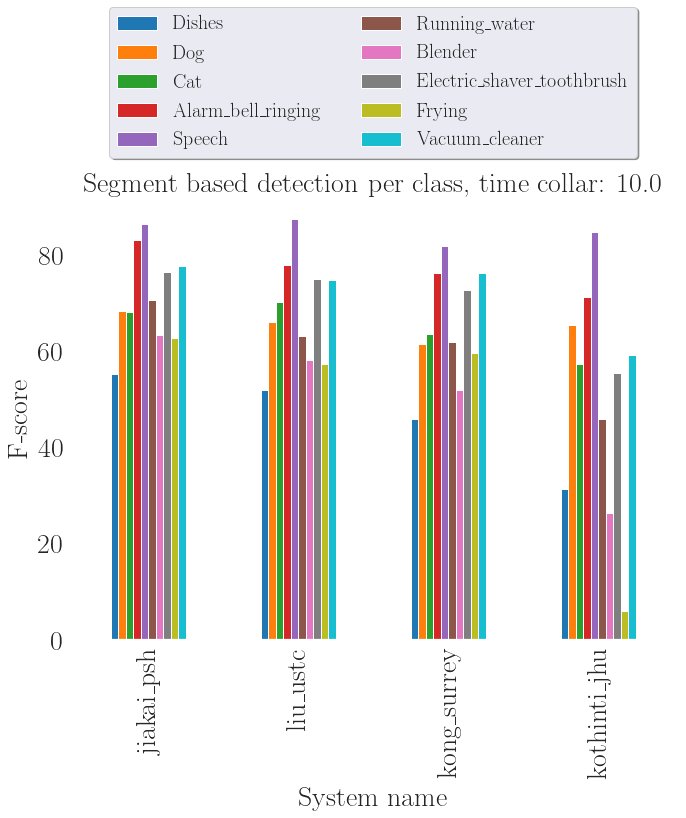 Dishes
Dog
Cat
Alarm_bell_ringing
Speech
Running_water
Blender
Electric_shaver_toothbrush
Frying
Vacuum_cleaner
Segment based detection per class, time collar: 10.0
F-score
80
60
40
20
0
jiakai_psh
liu_ustc
kong_surrey
kothinti_jhu
System name